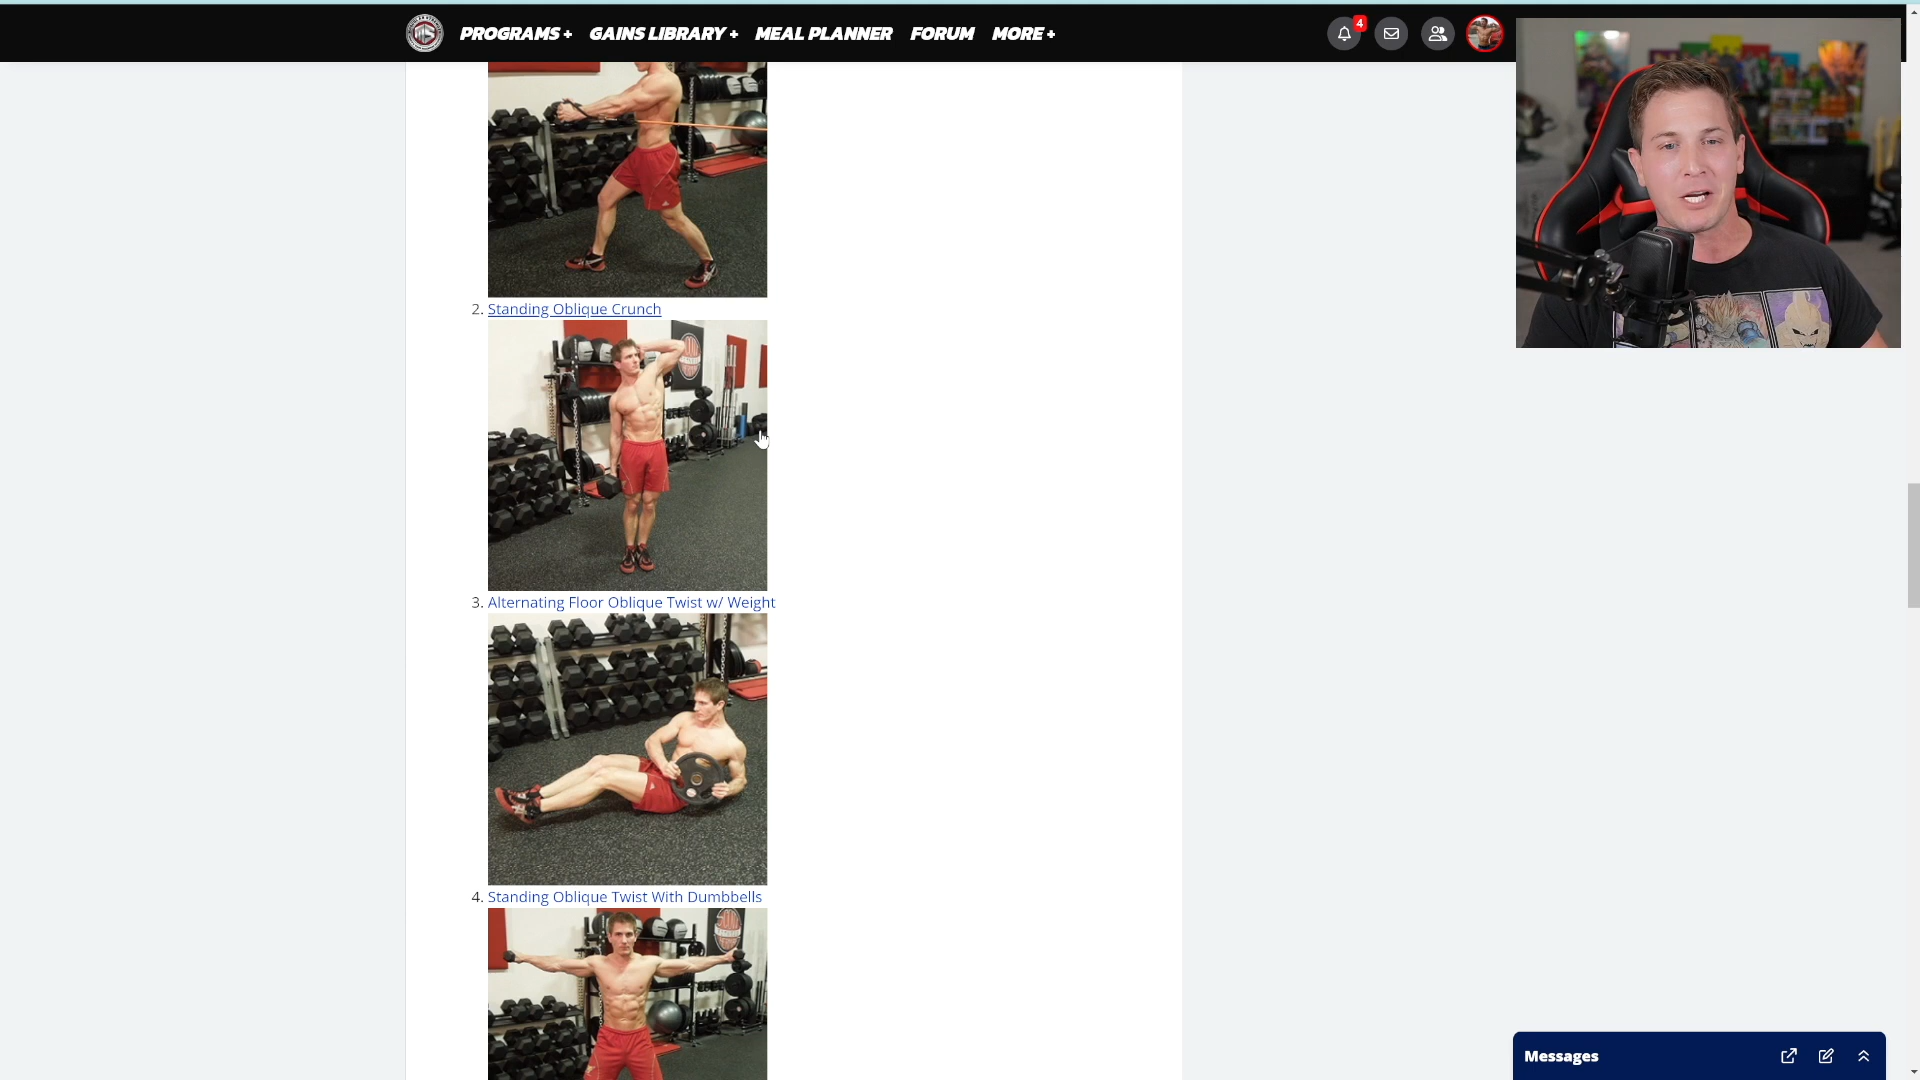 PROGRAMS +
GAINS LIBRARY +
MEAL PLANNER
FORUM
MORE +
4
2. Standing Oblique Crunch
3. Alternating Floor Oblique Twist w/ Weight
4. Standing Oblique Twist With Dumbbells
Messages